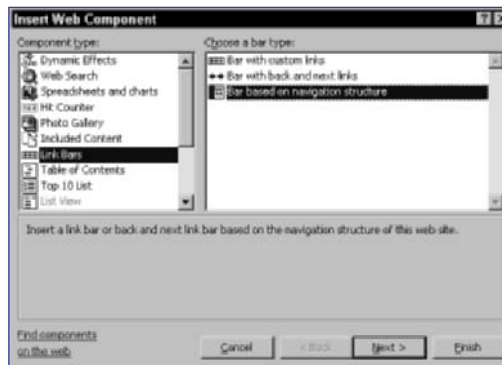 Insert Web Component
Component type:
Dynamic Effects
Web Search
Spreadsheets and charts
Hit Counter
Photo Gallery
Included Content
Link Bars
Table of Contents
Top 10 List
List View
Choose a bar type:
Bar with custom links
Bar with back and next links
Bar based on navigation structure
Insert a link bar or back and next link bar based on the navigation structure of this web site.
Find components
on the web
Cancel
< Back
Next >
Finish